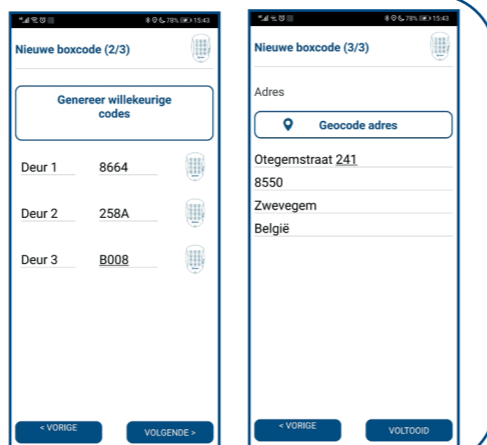 78% 15:43
Nieuwe boxcode (2/3)
Genereer willekeurige
codes
Deur 1 8664
Deur 2 258A
Deur 3 B008
< VORIGE
VOLGENDE >
78% 15:43
Nieuwe boxcode (3/3)
Adres
Geocode adres
Otegemstraat 241
8550
Zwevegem
België
< VORIGE
VOLTOOID